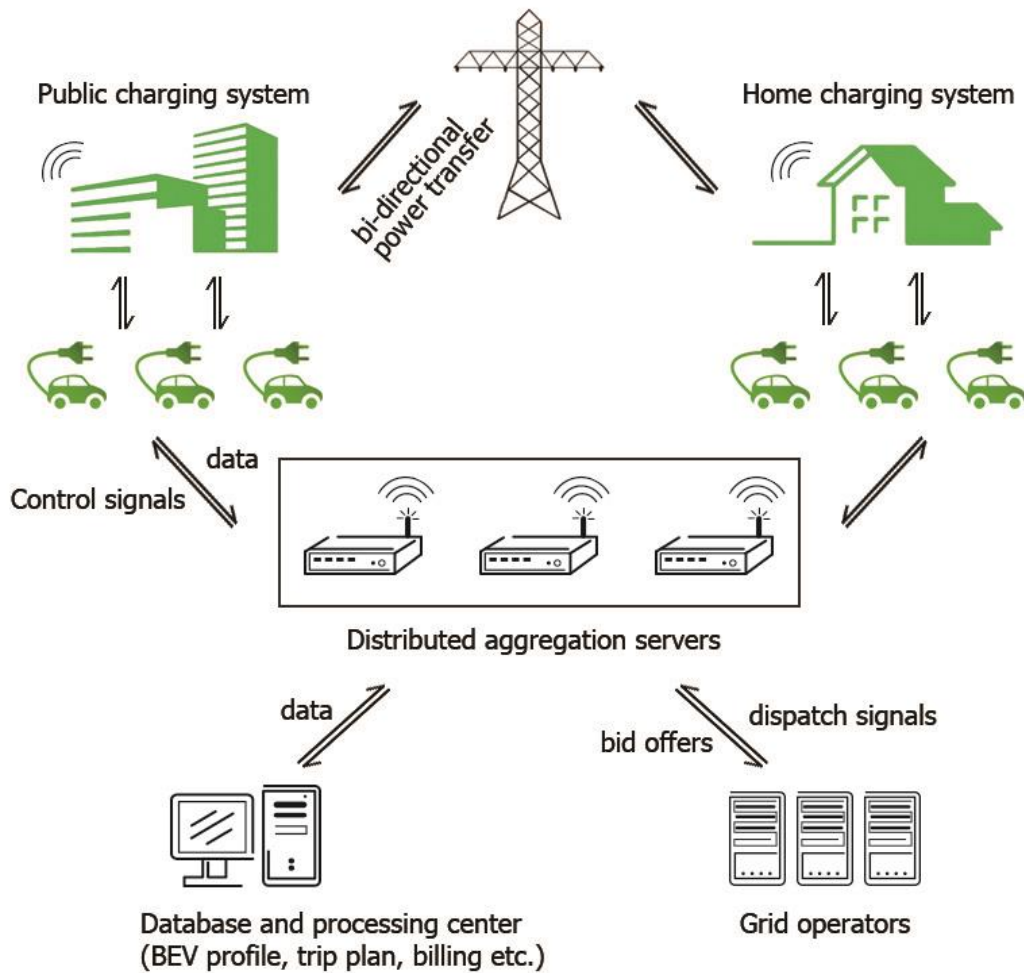 Public charging system
Home charging system
bi-directional
power transfer
data
Control signals
Distributed aggregation servers
data
dispatch signals
bid offers
Database and processing center
(BEV profile, trip plan, billing etc.)
Grid operators